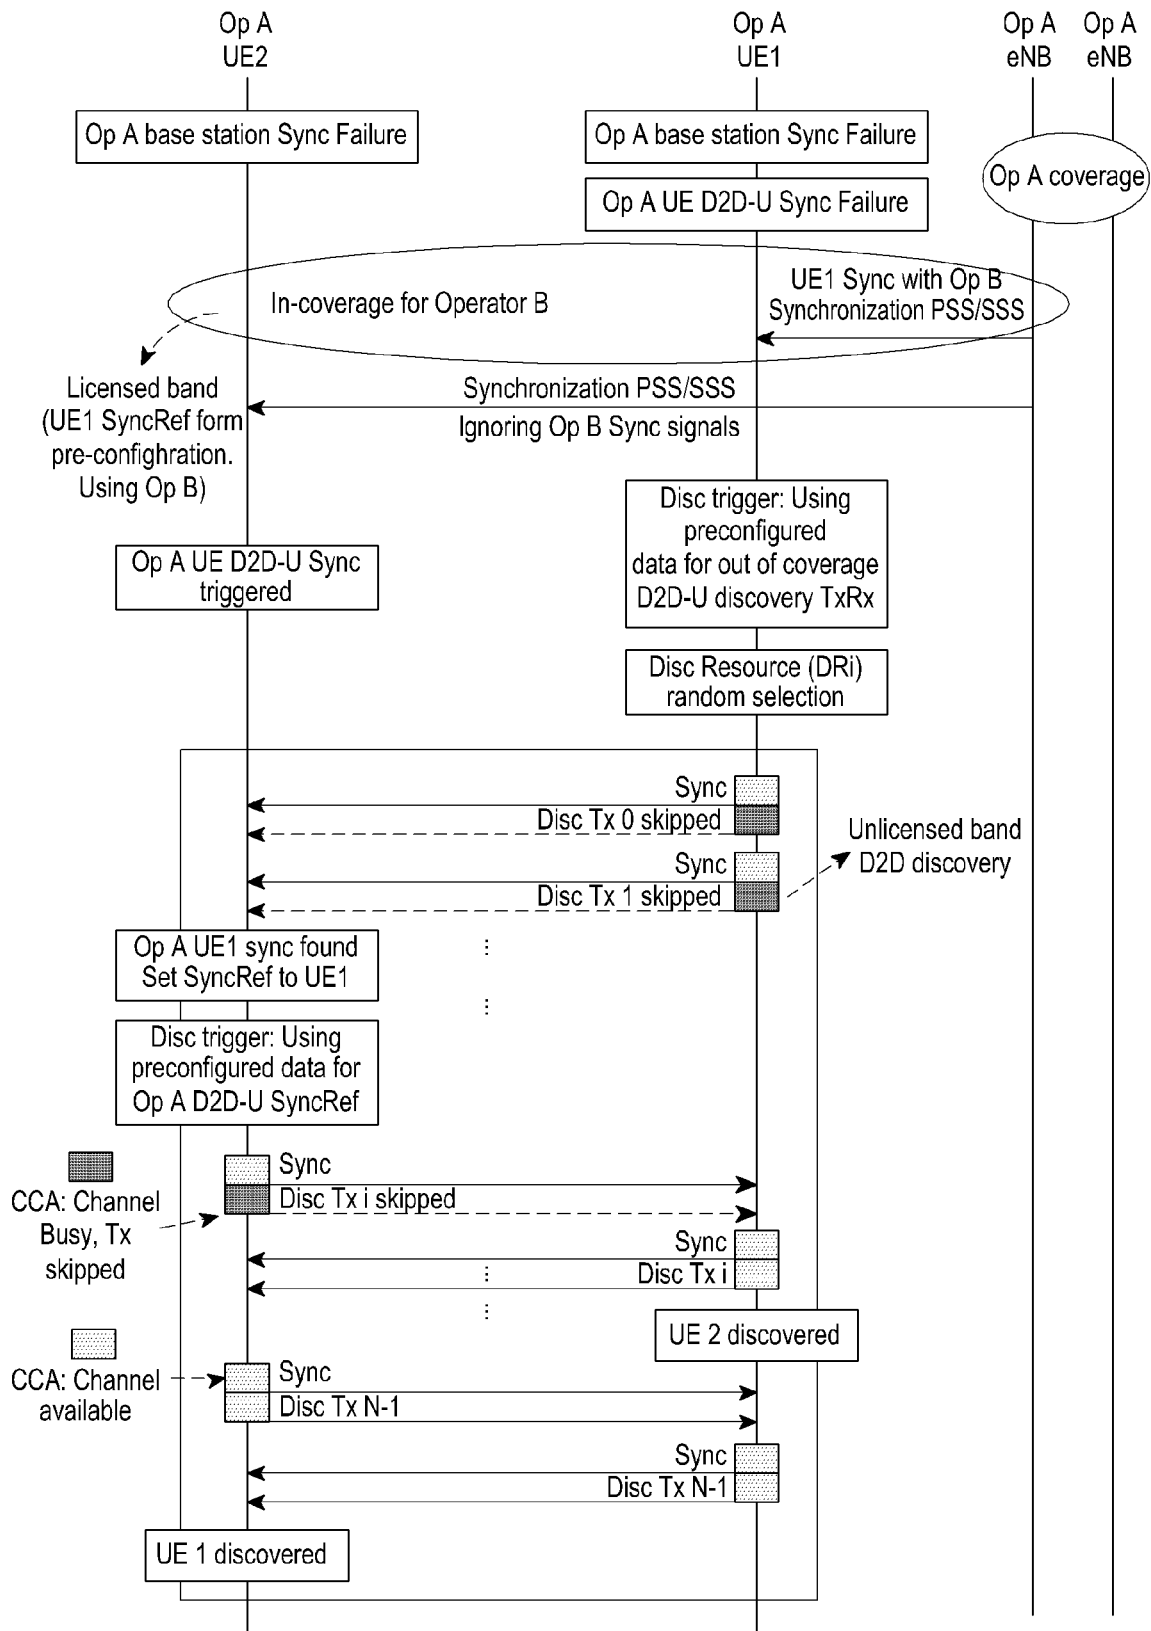 Op A
UE2
Op A
UE1
Op A
eNB
Op A
eNB
Op A base station Sync Failure
Op A base station Sync Failure
Op A UE D2D-U Sync Failure
Op A coverage
In-coverage for Operator B
UE1 Sync with Op B
Synchronization PSS/SSS
Licensed band
(UE1 SyncRef form
pre-confighration.
Using Op B)
Synchronization PSS/SSS
Ignoring Op B Sync signals
Disc trigger: Using
preconfigured
data for out of coverage
D2D-U discovery TxRx
Op A UE D2D-U Sync
triggered
Disc Resource (DRi)
random selection
Sync
Disc Tx 0 skipped
Sync
Disc Tx 1 skipped
Unlicensed band
D2D discovery
Op A UE1 sync found
Set SyncRef to UE1
Disc trigger: Using
preconfigured data for
Op A D2D-U SyncRef
CCA: Channel
Busy, Tx
skipped
Sync
Disc Tx i skipped
Sync
Disc Tx i
UE 2 discovered
CCA: Channel
available
Sync
Disc Tx N-1
Sync
Disc Tx N-1
UE 1 discovered